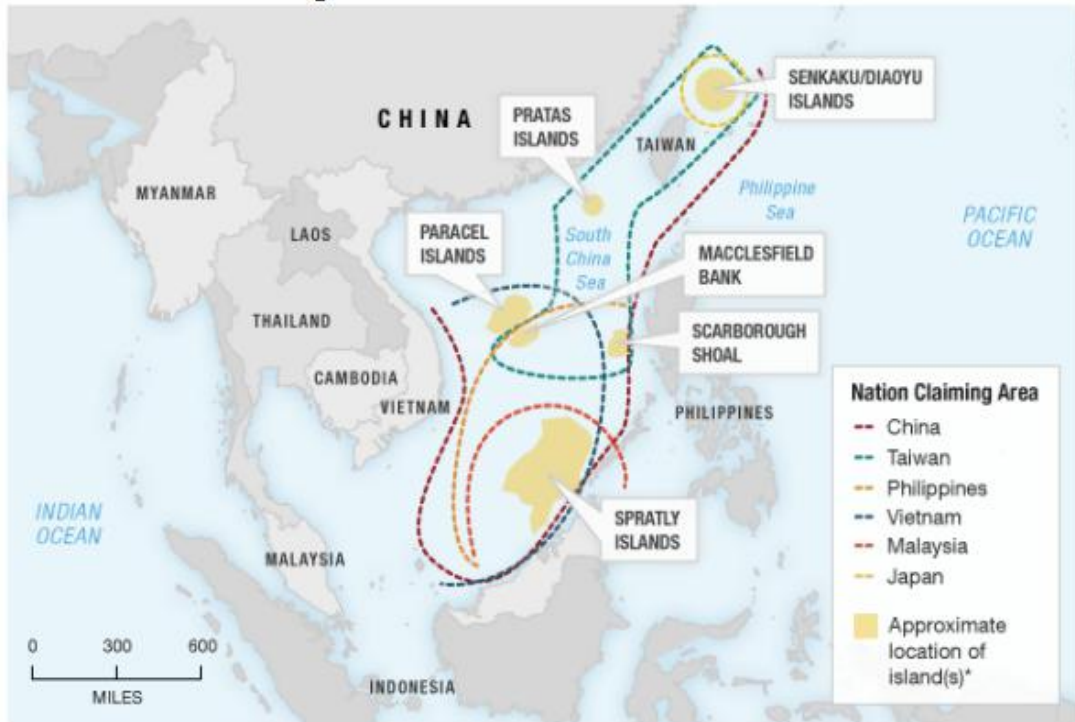 SENKAKU/DIAOYU
ISLANDS
CHINA
PRATAS
ISLANDS
TAIWAN
MYANMAR
Philippine
Sea
PACIFIC
OCEAN
LAOS
PARACEL
ISLANDS
South
China
Sea
MACCLESFIELD
BANK
THAILAND
SCARBOROUGH
SHOAL
CAMBODIA
VIETNAM
PHILIPPINES
INDIAN
OCEAN
SPRATLY
ISLANDS
MALAYSIA
INDONESIA
0 300 600
MILES
Nation Claiming Area
China
Taiwan
Philippines
Vietnam
Malaysia
Japan
Approximate
location of
island(s)*